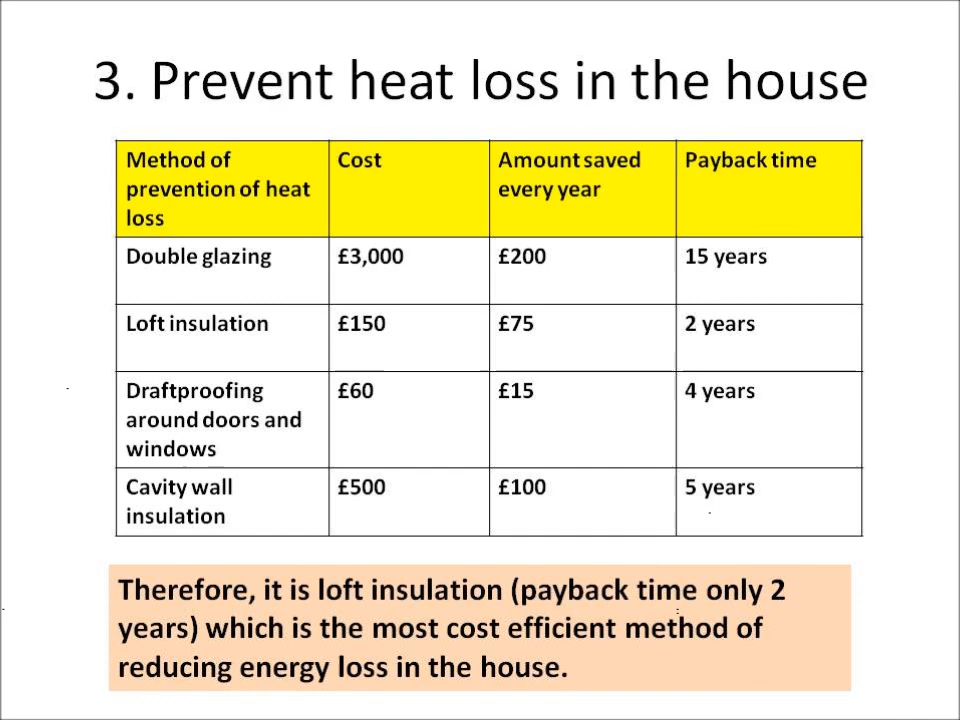 3. Prevent heat loss in the house
Method of
prevention of heat
loss
Cost
Amount saved
every year
Payback time
Double glazing
£3,000
£200
15 years
Loft insulation
£150
£75
2 years
Draftproofing
around doors and
windows
£60
£15
4 years
Cavity wall
insulation
£500
£100
5 years
Therefore, it is loft insulation (payback time only 2
years) which is the most cost efficient method of
reducing energy loss in the house.